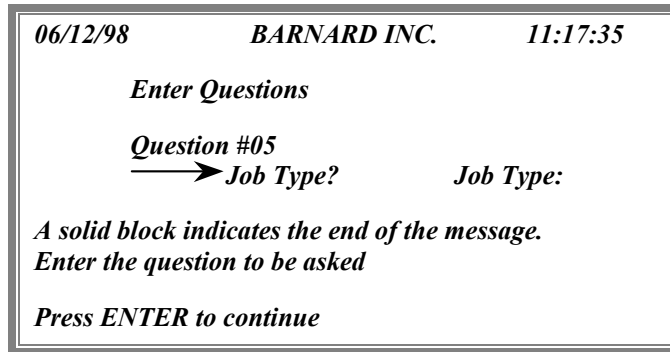 06/12/98 BARNARD INC. 11:17:35
Enter Questions
Question #05
Job Type? Job Type:
A solid block indicates the end of the message.
Enter the question to be asked
Press ENTER to continue